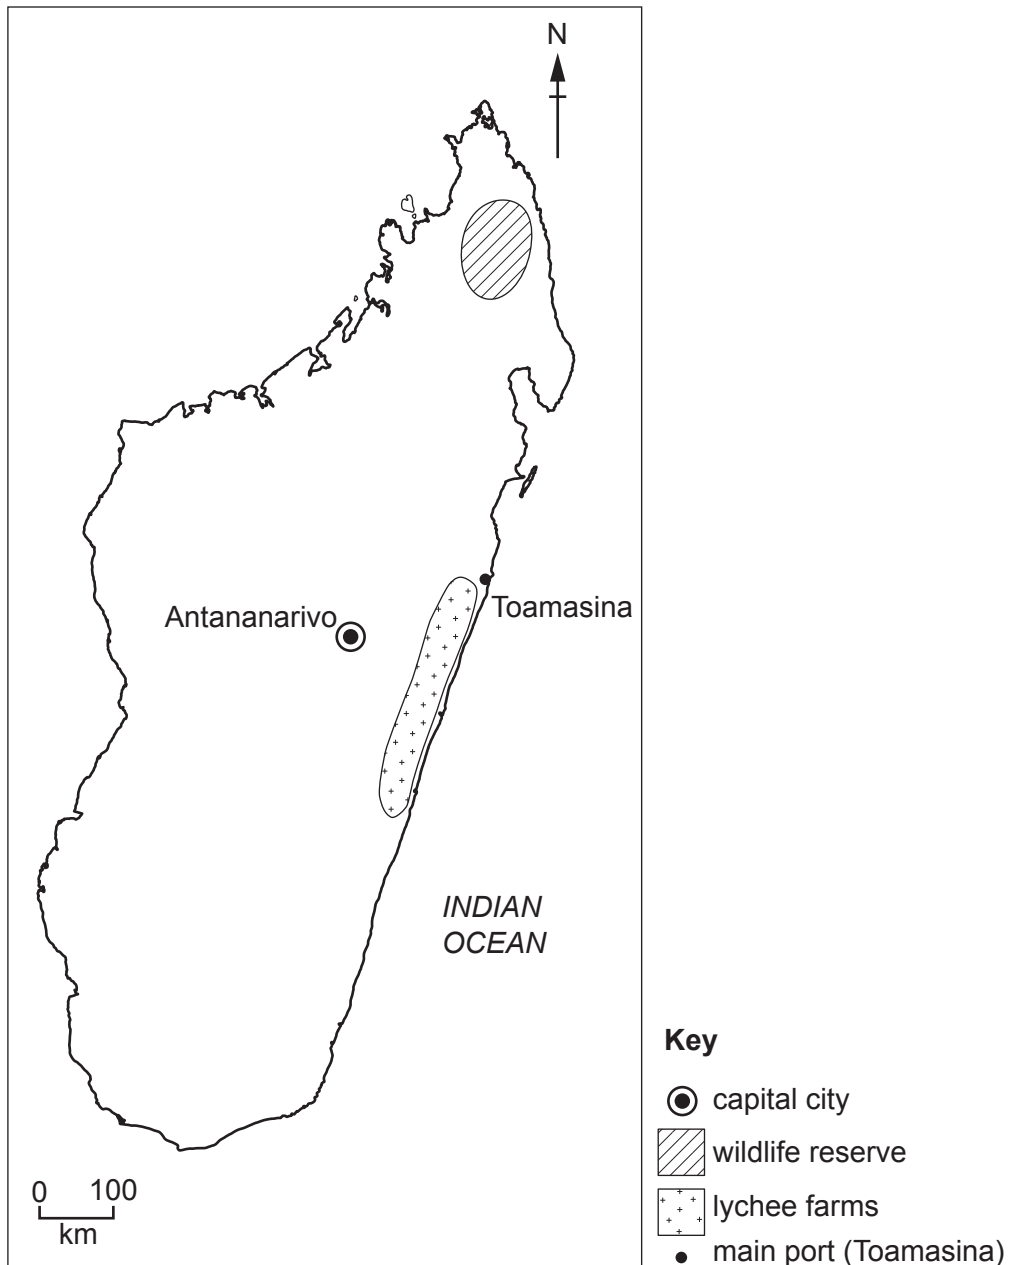 N
Antananarivo
Toamasina
INDIAN
OCEAN
0 100
km
Key
capital city
wildlife reserve
lychee farms
main port (Toamasina)